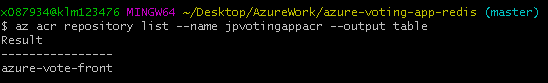 x087934@klm123476 MINGW64 ~/Desktop/AzureWork/azure-voting-app-redis (master)
$ az acr repository list --name jpvotingappacr --output table
Result
----------------
azure-vote-front